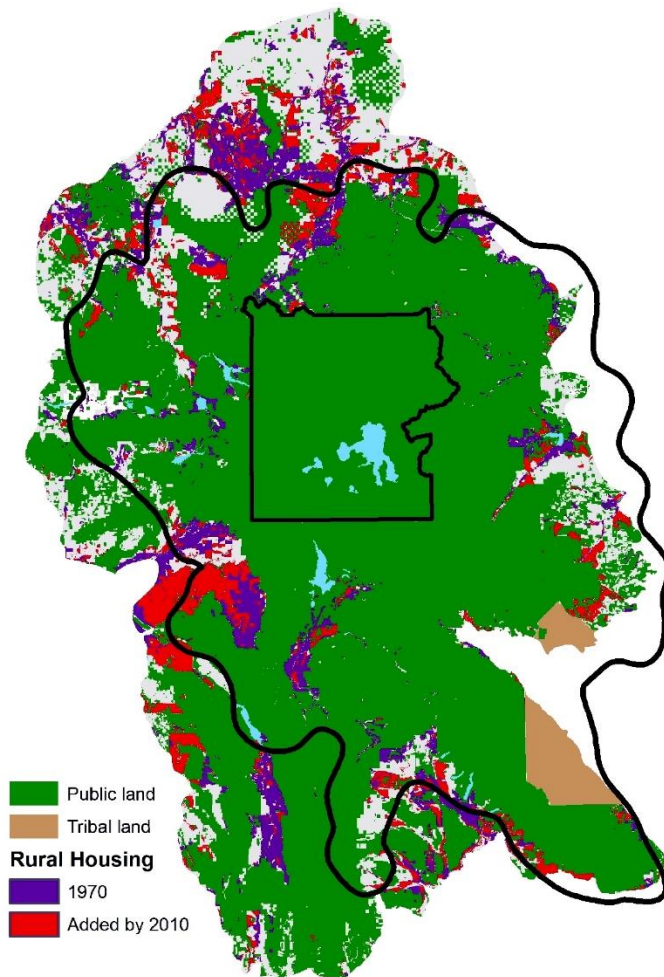 Public land
Tribal land
Rural Housing
1970
Added by 2010